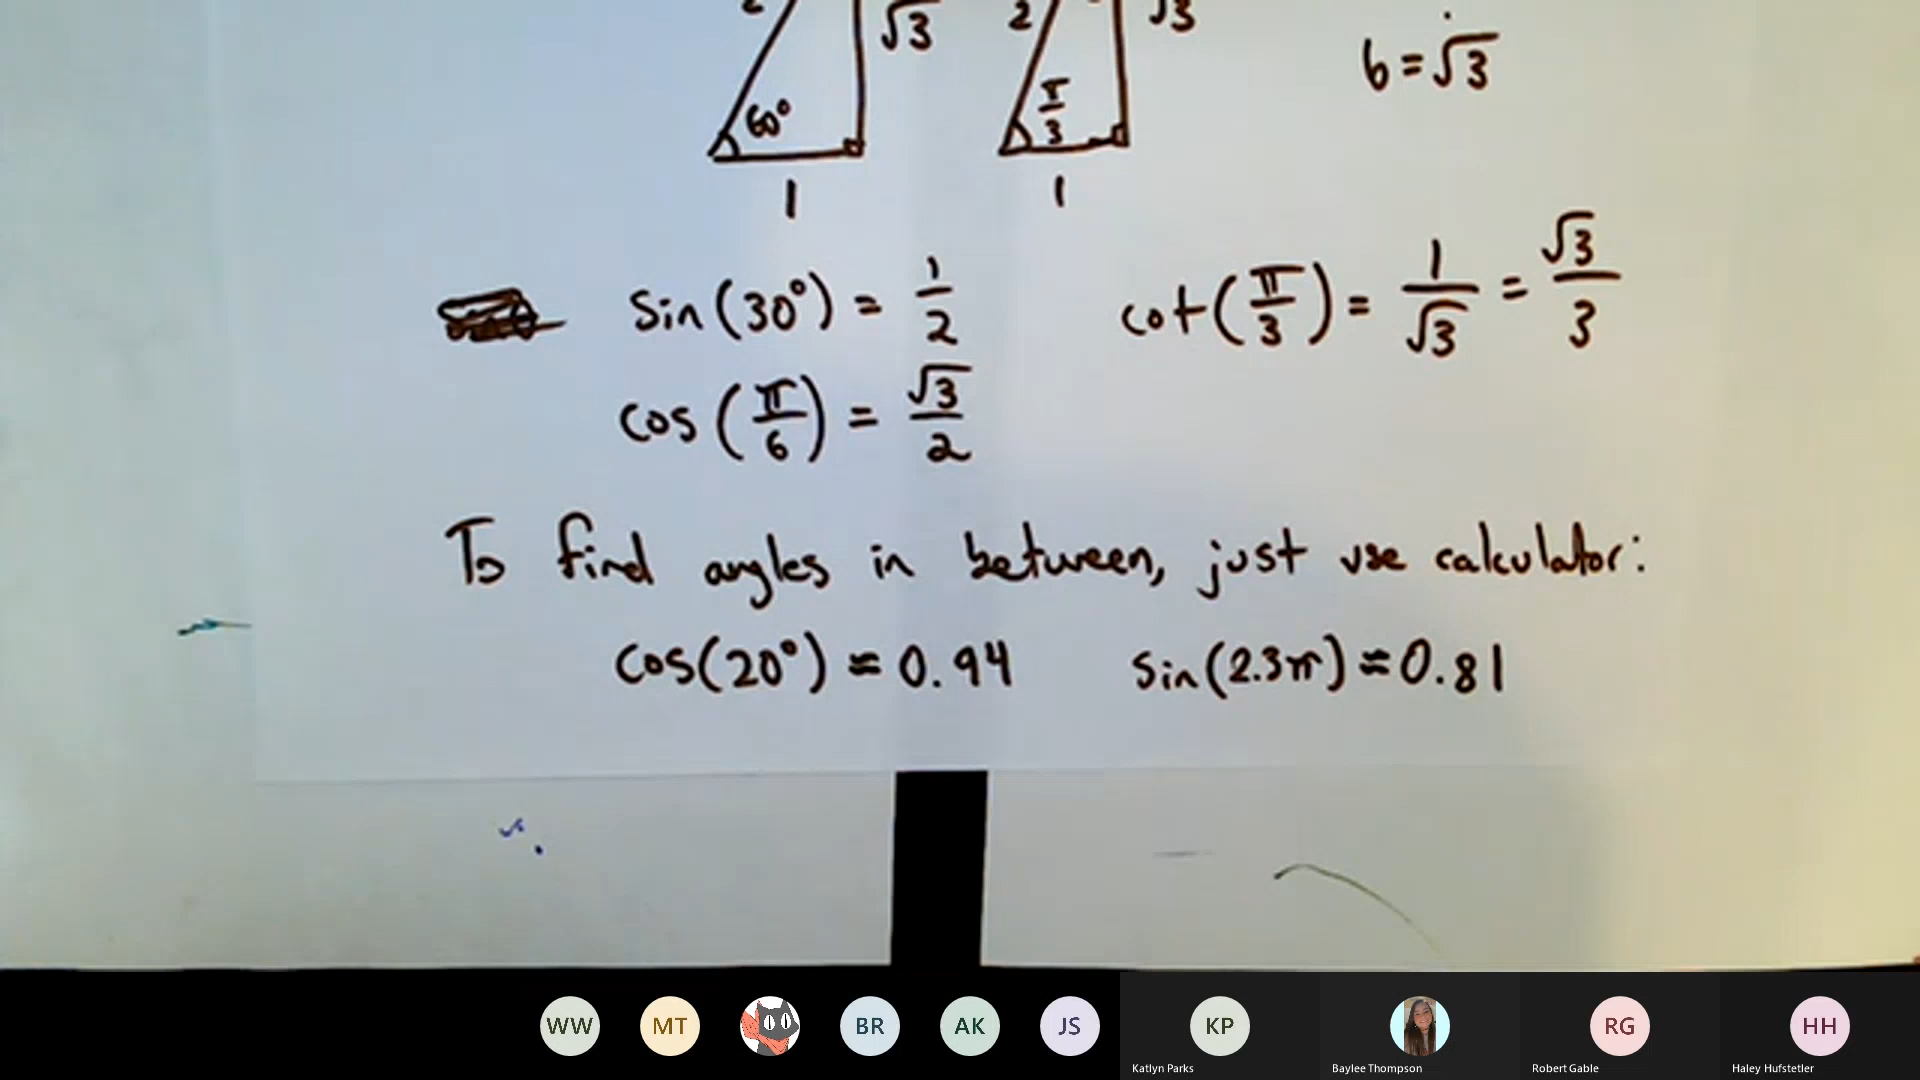 2 √3 2 √3 b=√3
60° π/3
1 1
sin(30°) = 1/2 cot(π/3) = 1/√3 = √3/3
cos(π/6) = √3/2
To find angles in between, just use calculator:
cos(20°) ≈ 0.94 sin(2.3π) ≈ 0.81
WW MT BR AK JS KP RG HH
Katlyn Parks Baylee Thompson Robert Gable Haley Hufstetler